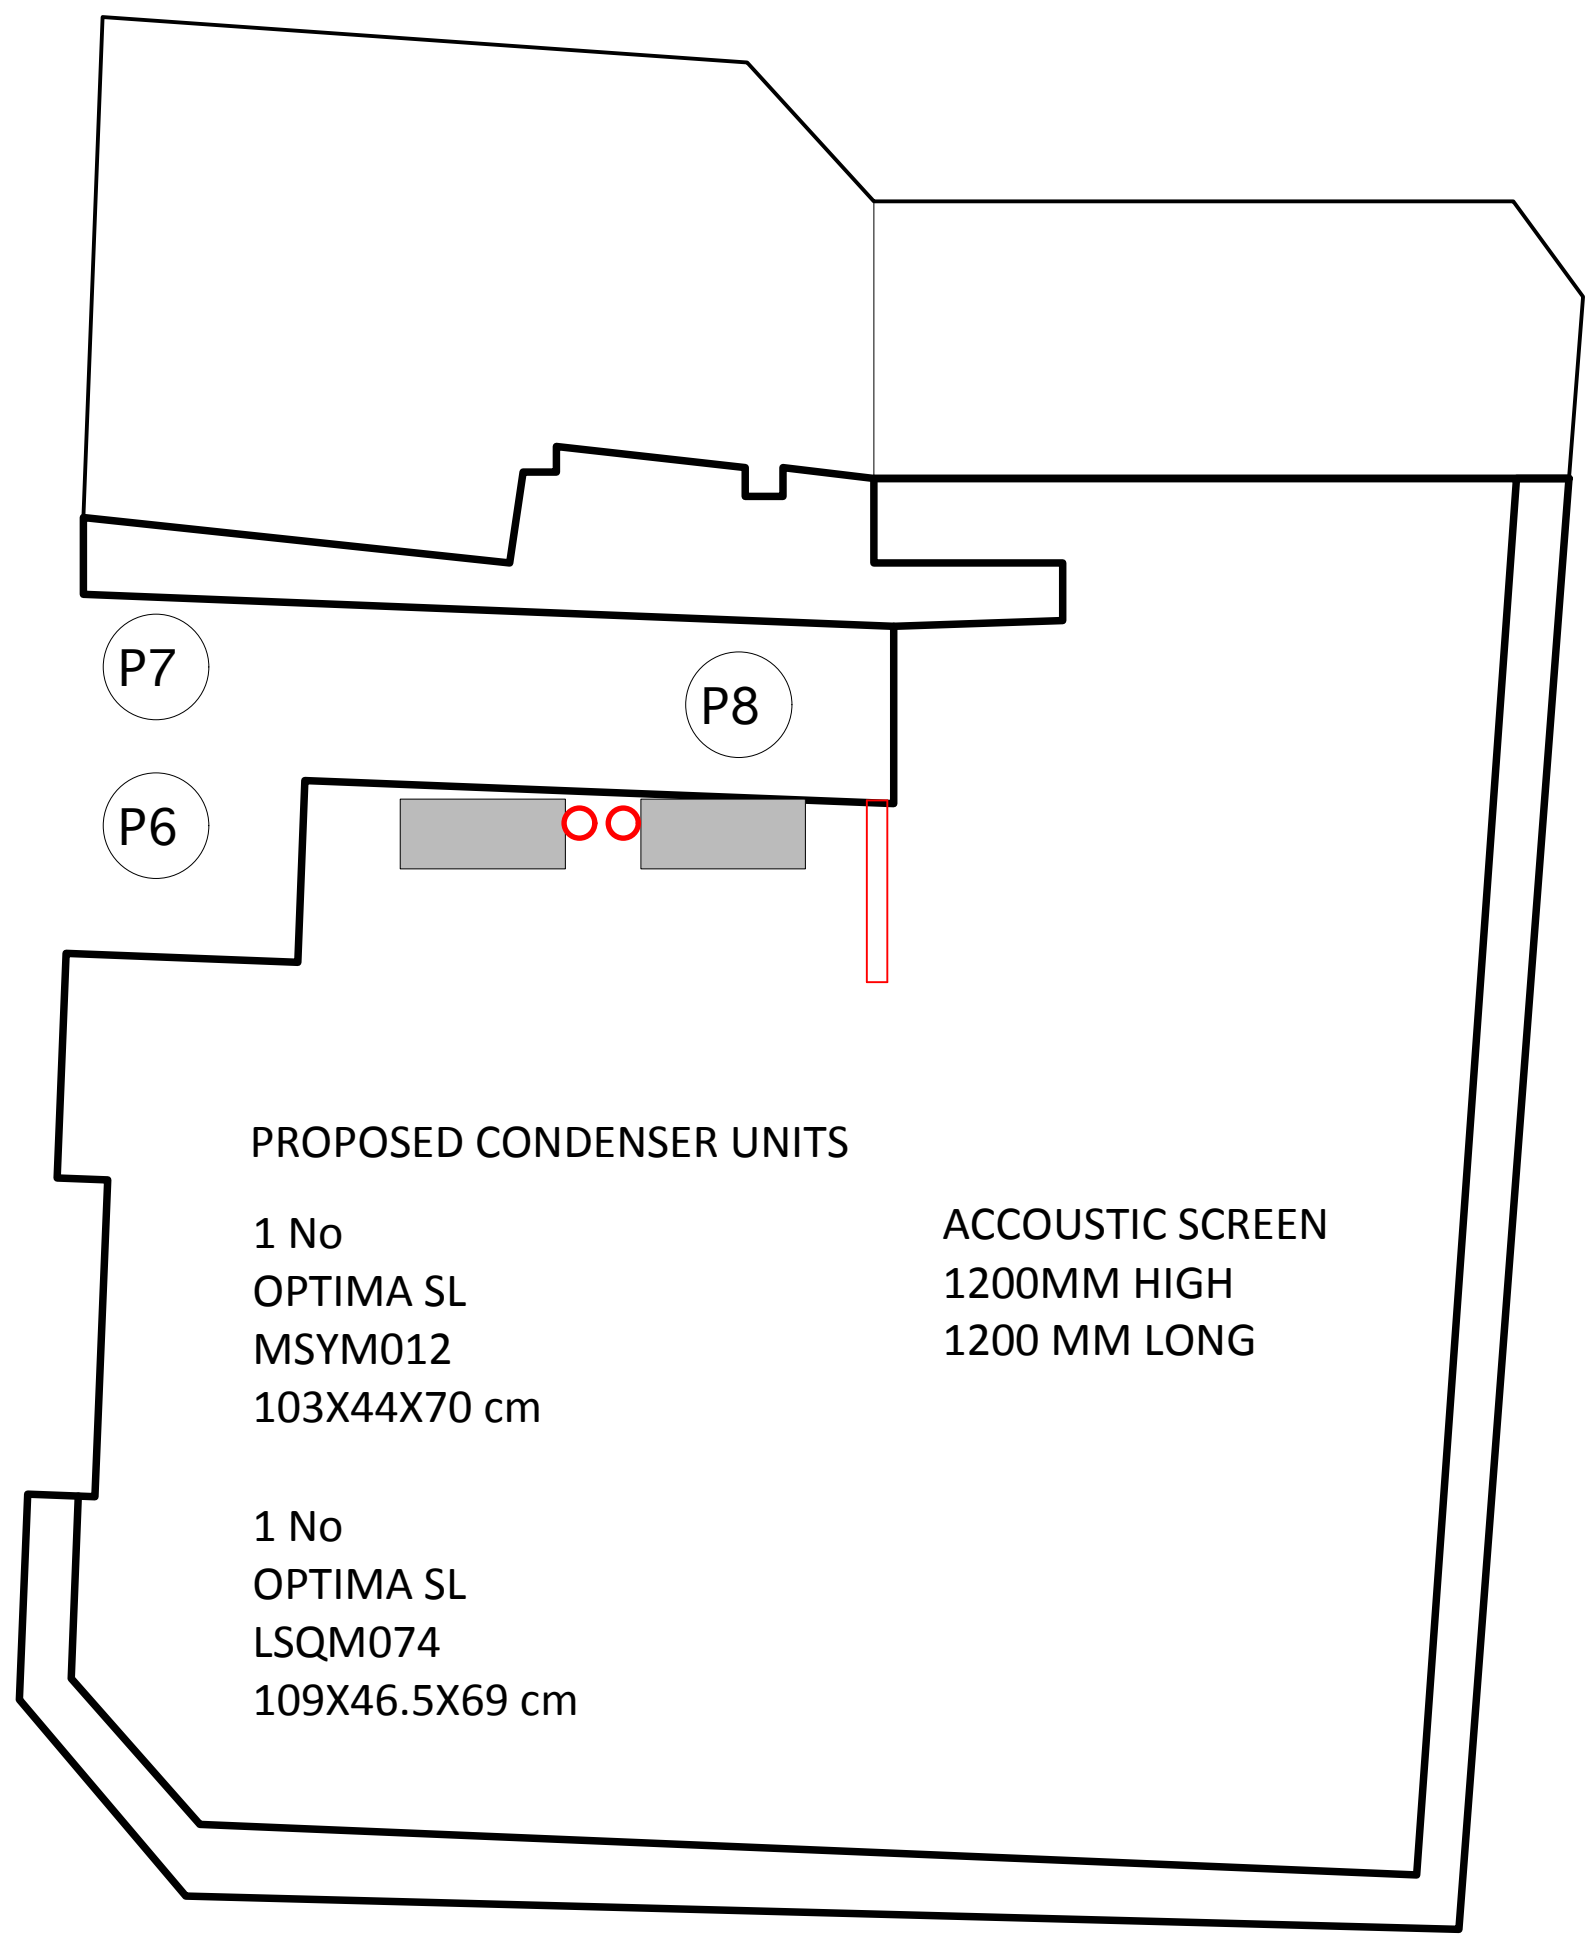 P7
P8
P6
PROPOSED CONDENSER UNITS
1 No
OPTIMA SL
MSYM012
103X44X70 cm
1 No
OPTIMA SL
LSQM074
109X46.5X69 cm
ACCOUSTIC SCREEN
1200MM HIGH
1200 MM LONG